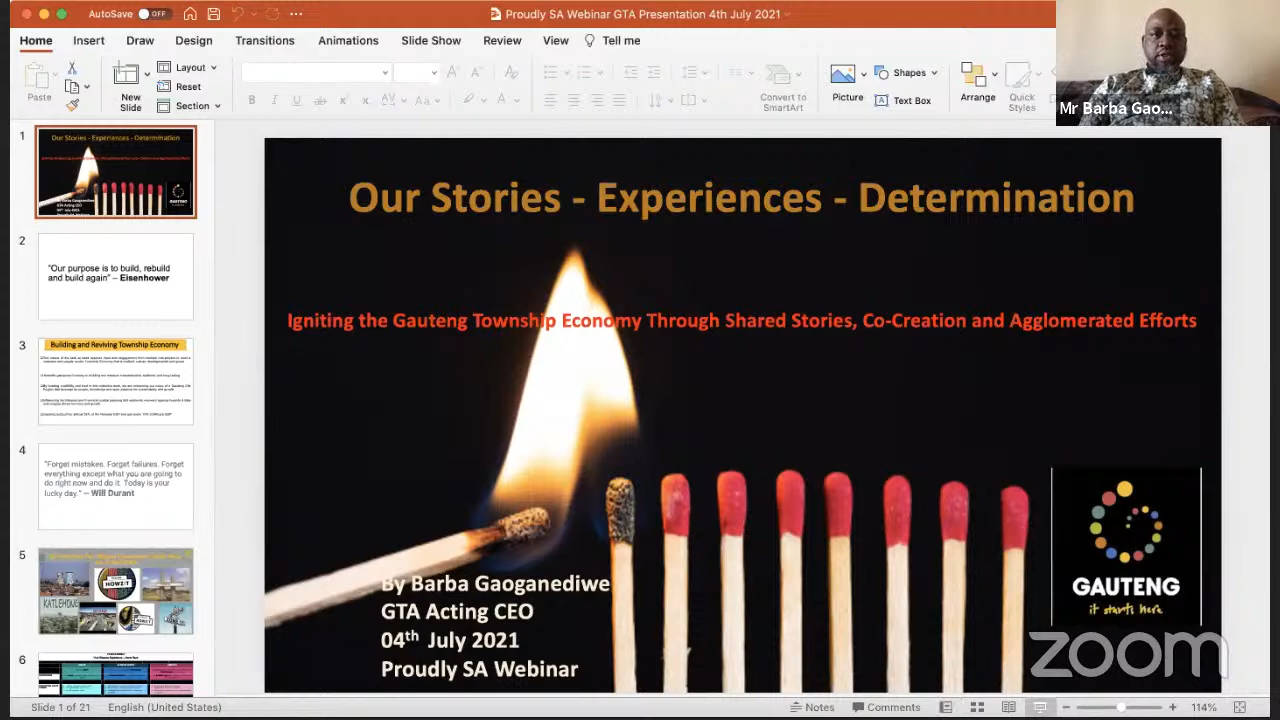 AutoSave OFF
Proudly SA Webinar GTA Presentation 4th July 2021
Home Insert Draw Design Transitions Animations Slide Show Review View Tell me
Paste
New Slide
Layout
Reset
Section
Convert to SmartArt
Picture
Shapes
Text Box
Arrange
Quick Styles
Mr Barba Gao...
1
Our Stories - Experiences - Determination
2
"Our purpose is to build, rebuild
and build again" – Eisenhower
3
Building and Reviving Township Economy
4
"Forget mistakes. Forget failures. Forget
everything except what you are going to
do right now and do it. Today is your
lucky day." – Will Durant
5
KATLEHONG
HOWZIT
6
Our Stories - Experiences - Determination
Igniting the Gauteng Township Economy Through Shared Stories, Co-Creation and Agglomerated Efforts
By Barba Gaoganediwe
GTA Acting CEO
04th July 2021
Proudly SA Webinar
GAUTENG
it starts here
zoom
Slide 1 of 21 English (United States) Notes Comments 114%